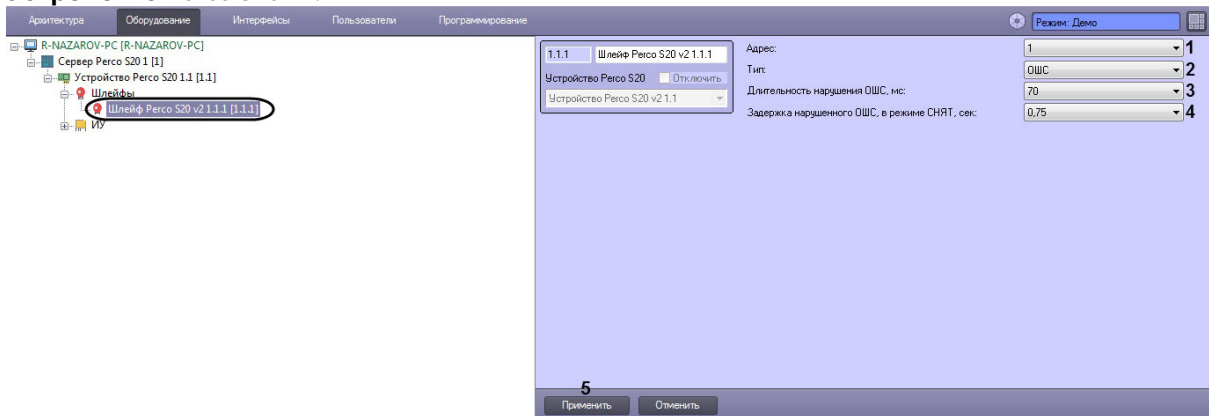 Архитектура Оборудование Интерфейсы Пользователи Программирование Режим: Демо
R-NAZAROV-PC [R-NAZAROV-PC]
Сервер Perco S20 1 [1]
Устройство Perco S20 1.1 [1.1]
Шлейфы
Шлейф Perco S20 v2 1.1.1 [1.1.1]
ИУ
1.1.1 Шлейф Perco S20 v2 1.1.1
Устройство Perco S20 Отключить
Устройство Perco S20 v2 1.1
Адрес: 1 1
Тип: ОШС 2
Длительность нарушения ОШС, мс: 70 3
Задержка нарушенного ОШС, в режиме СНЯТ, сек: 0,75 4
5
Применить Отменить